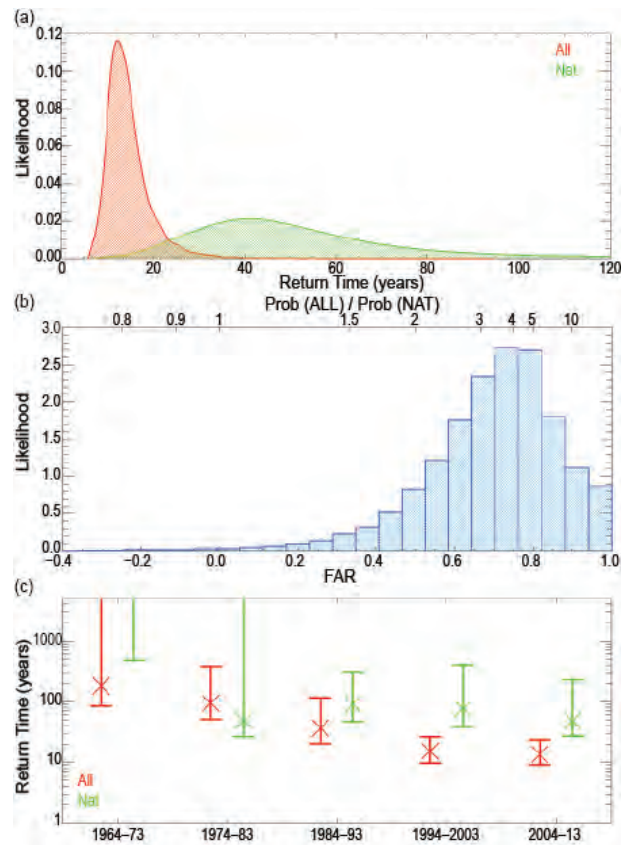 (a)
0.12
0.10
0.08
0.06
0.04
0.02
0.00
Likelihood
All
Nat
0 20 40 60 80 100 120
Return Time (years)
(b)
Prob (ALL) / Prob (NAT)
0.8 0.9 1 1.5 2 3 4 5 10
3.0
2.5
2.0
1.5
1.0
0.5
0.0
Likelihood
−0.4 −0.2 0.0 0.2 0.4 0.6 0.8 1.0
FAR
(c)
1000
100
10
1
Return Time (years)
All
Nat
1964–73 1974–83 1984–93 1994–2003 2004–13